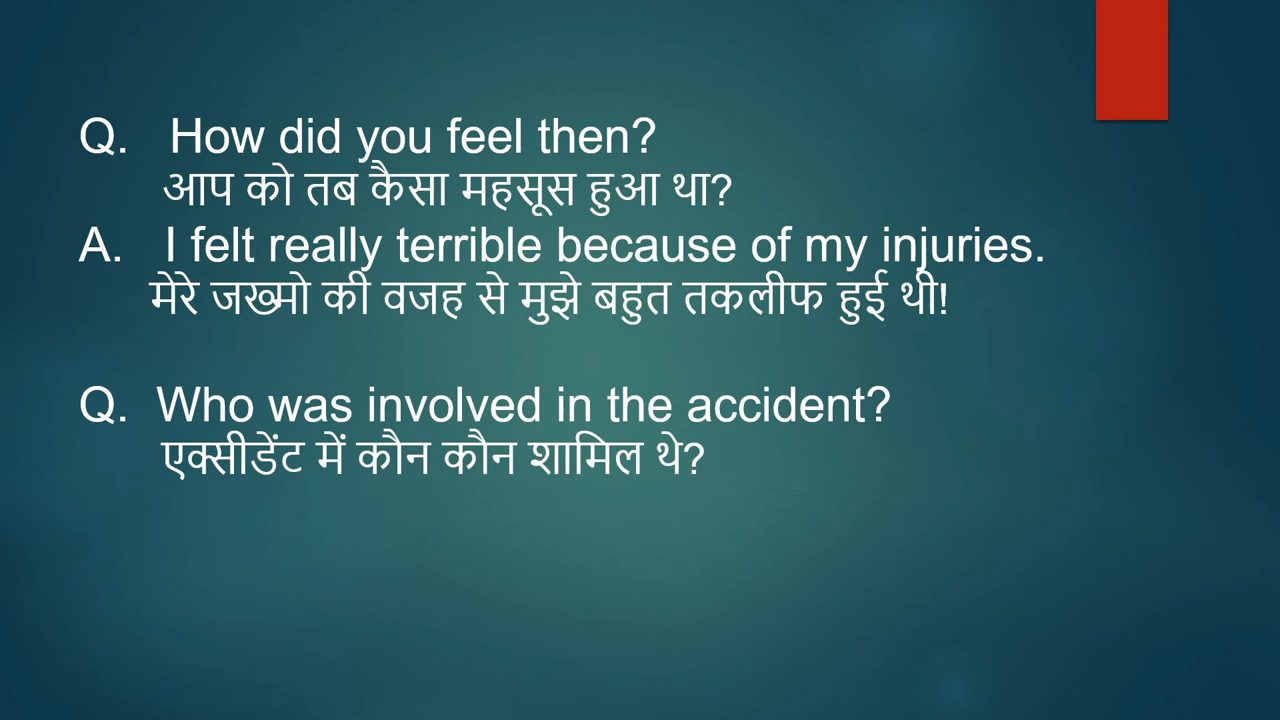 Q. How did you feel then?
आप को तब कैसा महसूस हुआ था?
A. I felt really terrible because of my injuries.
मेरे जख्मो की वजह से मुझे बहुत तकलीफ हुई थी!
Q. Who was involved in the accident?
एक्सीडेंट में कौन कौन शामिल थे?